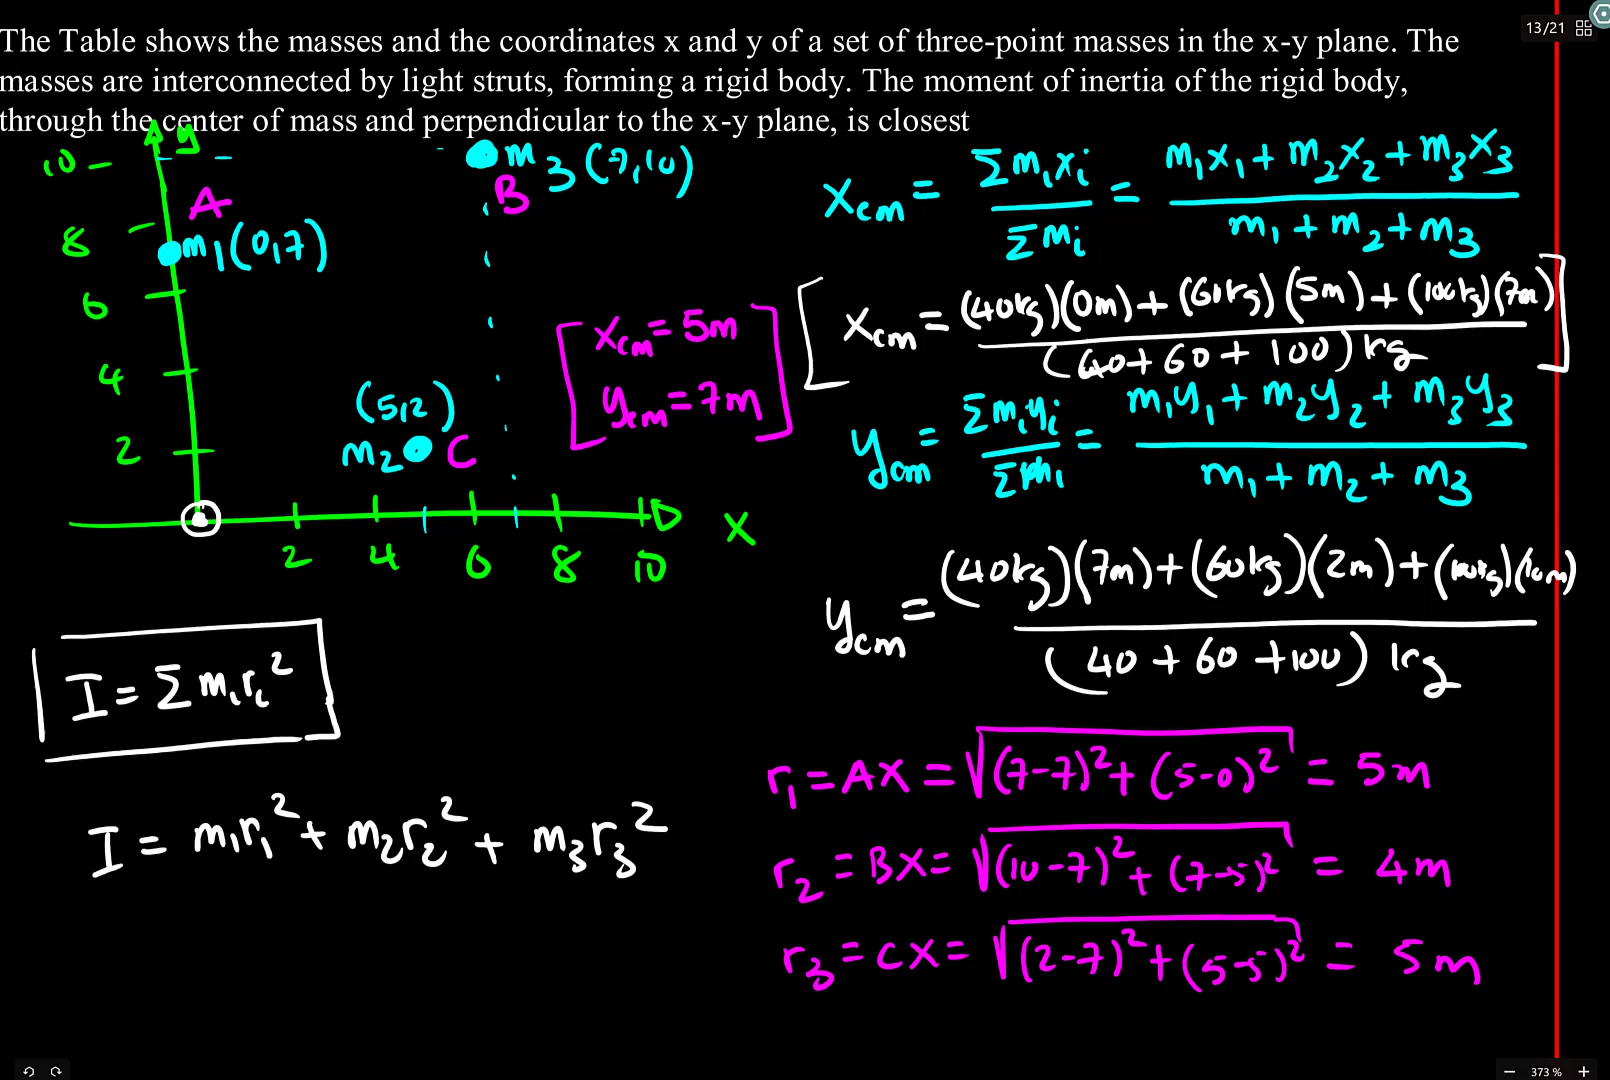 13/21
The Table shows the masses and the coordinates x and y of a set of three-point masses in the x-y plane. The
masses are interconnected by light struts, forming a rigid body. The moment of inertia of the rigid body,
through the center of mass and perpendicular to the x-y plane, is closest
y
10
8
6
4
2
A
m1(0,7)
m3(7,10)
B
(5,2)
m2 C
2 4 6 8 10 x
xcm = 5m
ycm = 7m
xcm = Σmixi / Σmi = m1x1 + m2x2 + m3x3 / m1 + m2 + m3
xcm = (40kg)(0m) + (60kg)(5m) + (100kg)(7m) / (40 + 60 + 100) kg
ycm = Σmiyi / Σmi = m1y1 + m2y2 + m3y3 / m1 + m2 + m3
ycm = (40kg)(7m) + (60kg)(2m) + (100kg)(10m) / (40 + 60 + 100) kg
I = Σ miri²
I = m1r1² + m2r2² + m3r3²
r1 = AX = √(7-7)² + (5-0)² = 5m
r2 = BX = √(10-7)² + (7-5)² = 4m
r3 = CX = √(2-7)² + (5-5)² = 5m
373 %